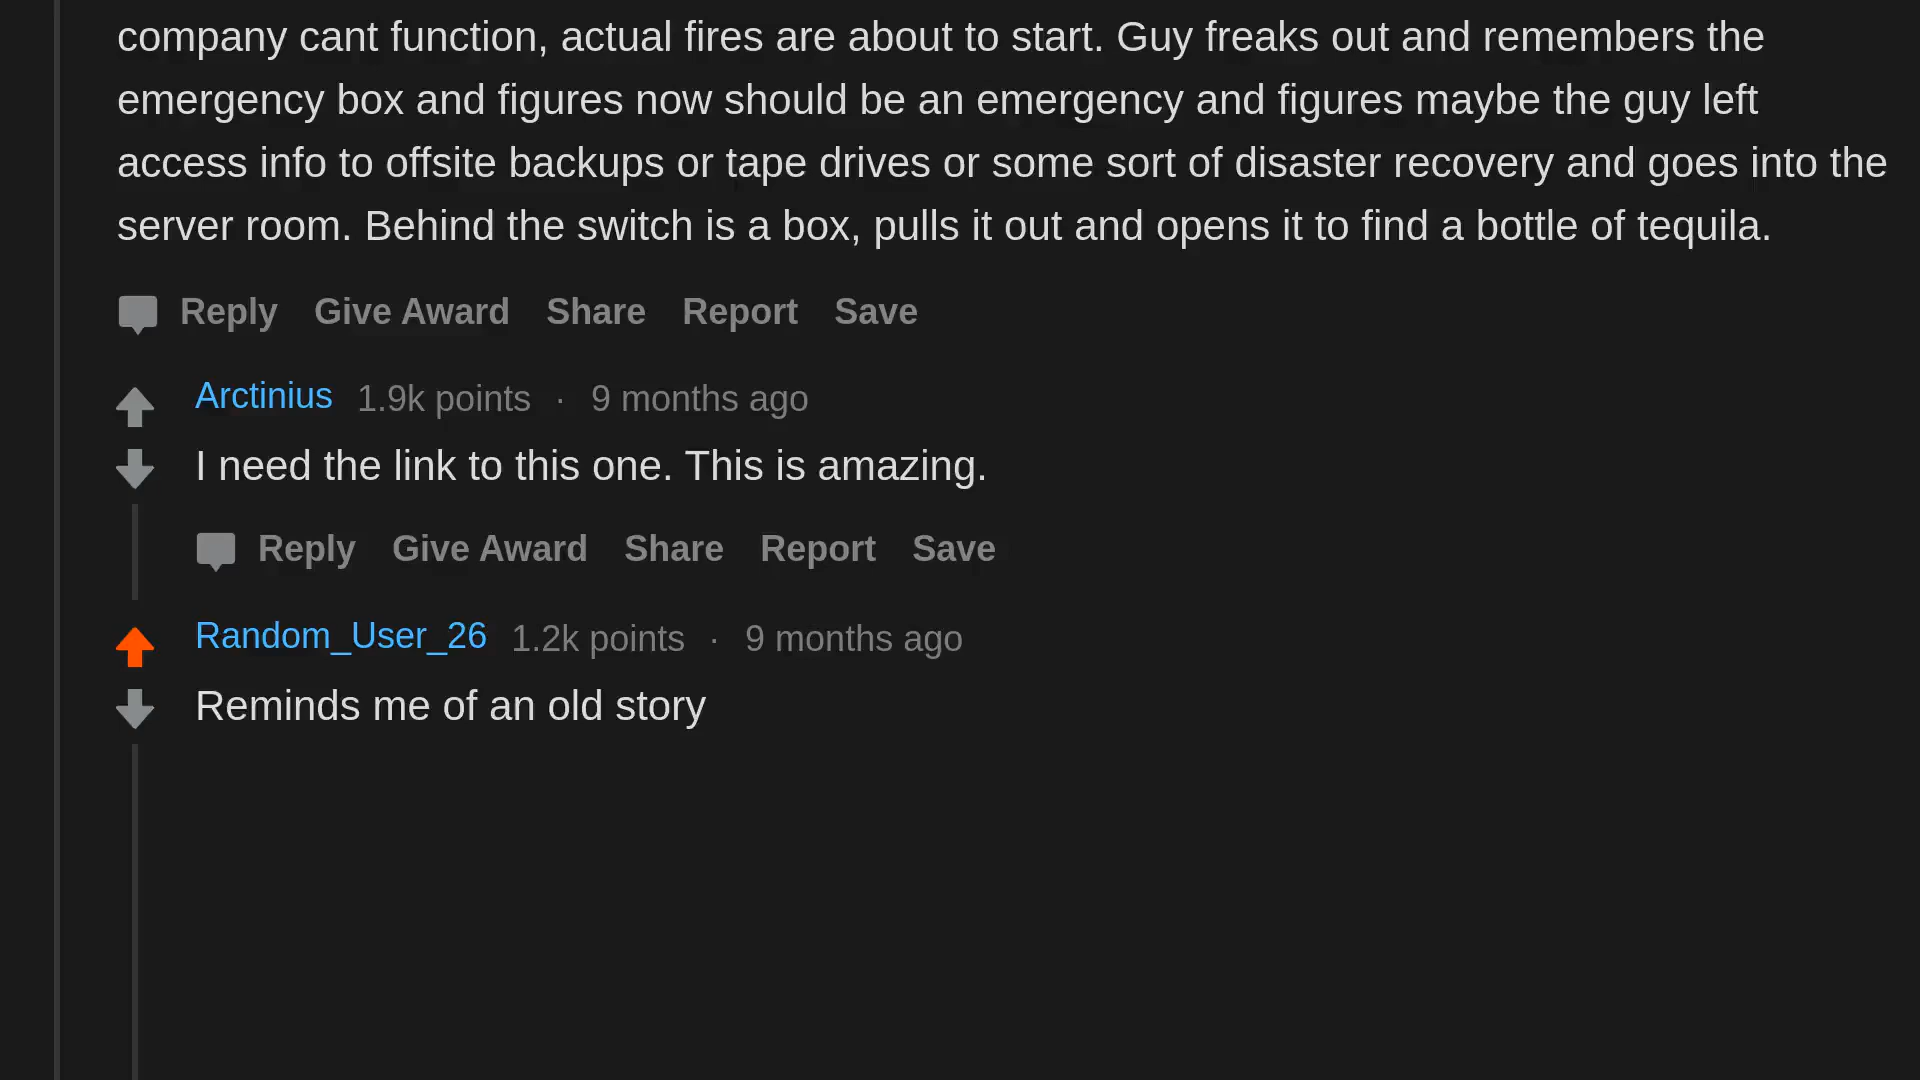 company cant function, actual fires are about to start. Guy freaks out and remembers the
emergency box and figures now should be an emergency and figures maybe the guy left
access info to offsite backups or tape drives or some sort of disaster recovery and goes into the
server room. Behind the switch is a box, pulls it out and opens it to find a bottle of tequila.
Reply Give Award Share Report Save
Arctinius 1.9k points · 9 months ago
I need the link to this one. This is amazing.
Reply Give Award Share Report Save
Random_User_26 1.2k points · 9 months ago
Reminds me of an old story